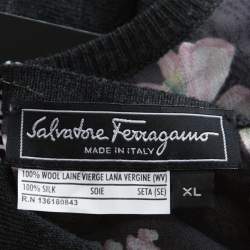 Salvatore Ferragamo
MADE IN ITALY
100% WOOL LAINE VIERGE LANA VERGINE (WV)
100% SILK SOIE SETA (SE)
R.N 136180843
XL